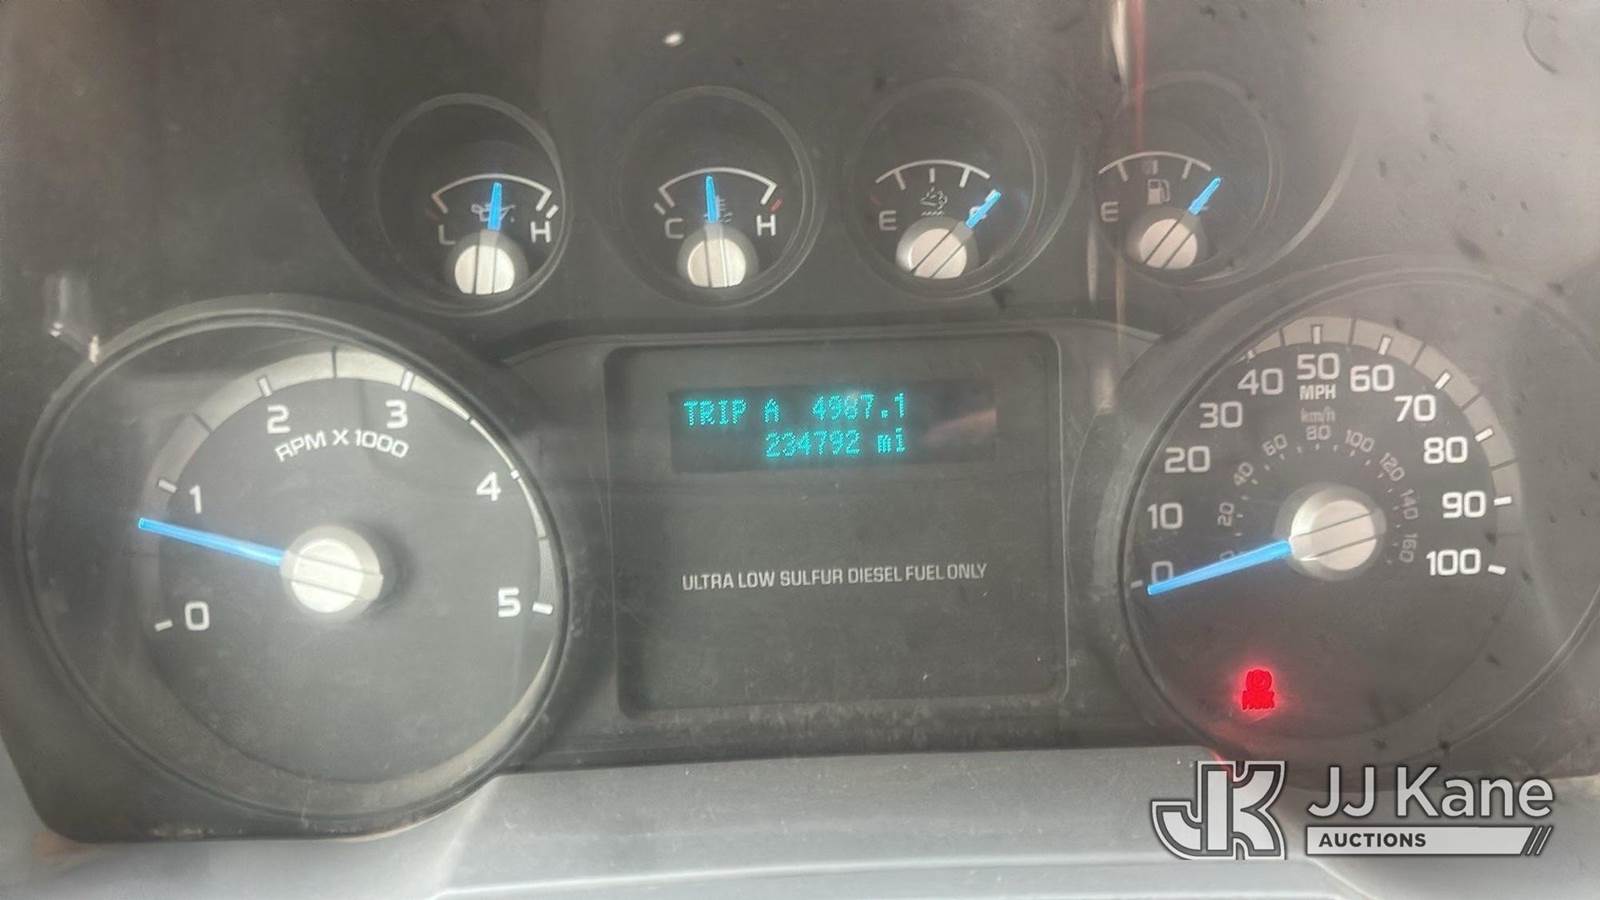 L H
C H
E
E
0 1 2 3 4 5
RPM X 1000
TRIP A 4987.1
234792 mi
ULTRA LOW SULFUR DIESEL FUEL ONLY
0 10 20 30 40 50 60 70 80 90 100
MPH
km/h
20 40 60 80 100 120 140 160
JK JJ Kane
AUCTIONS